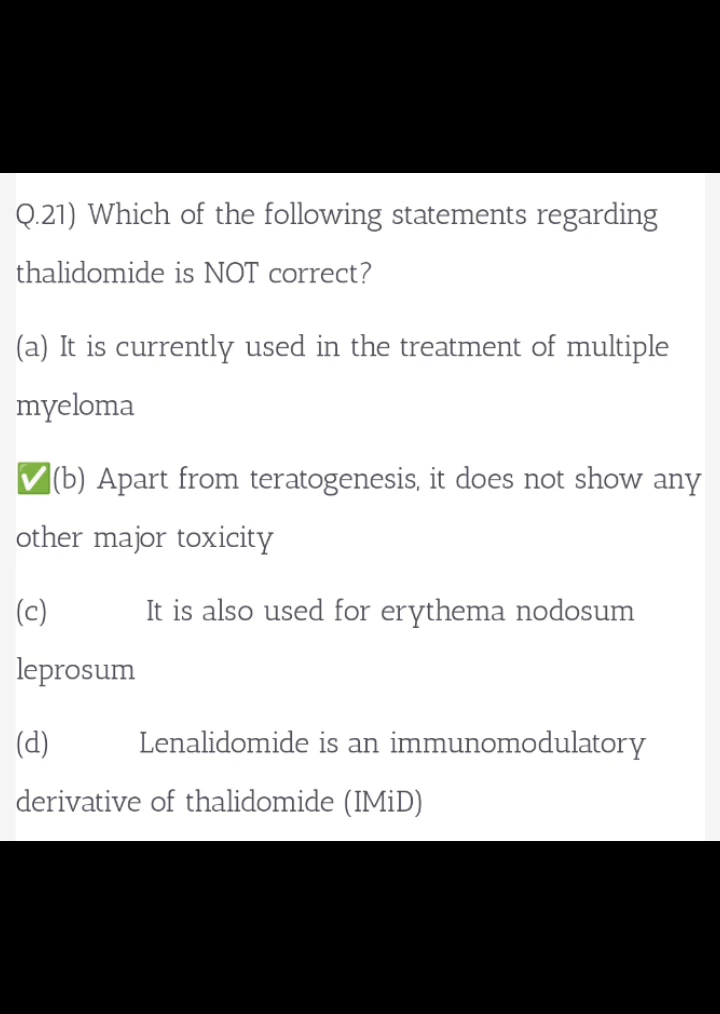 Q.21) Which of the following statements regarding
thalidomide is NOT correct?
(a) It is currently used in the treatment of multiple
myeloma
✅(b) Apart from teratogenesis, it does not show any
other major toxicity
(c) It is also used for erythema nodosum
leprosum
(d) Lenalidomide is an immunomodulatory
derivative of thalidomide (IMiD)